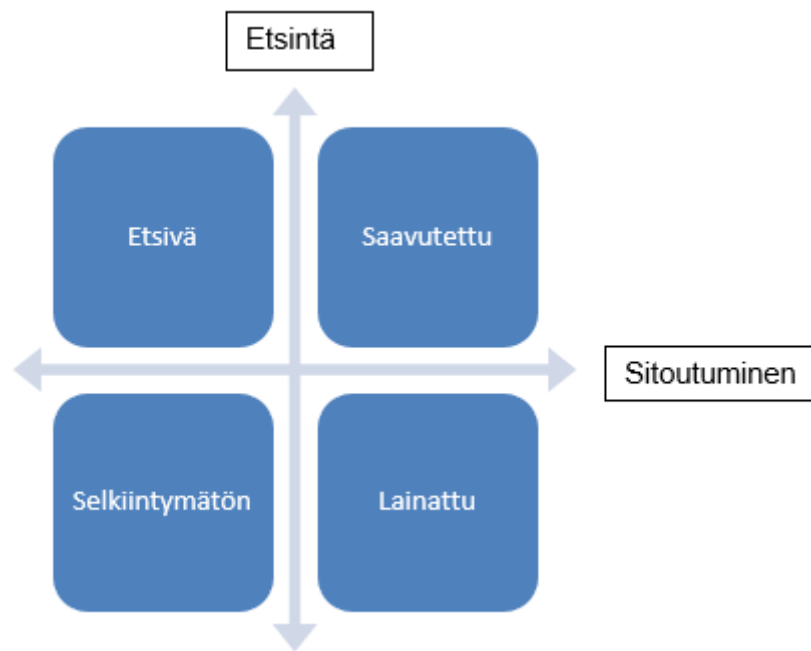 Etsintä
Etsivä
Saavutettu
Sitoutuminen
Selkiintymätön
Lainattu